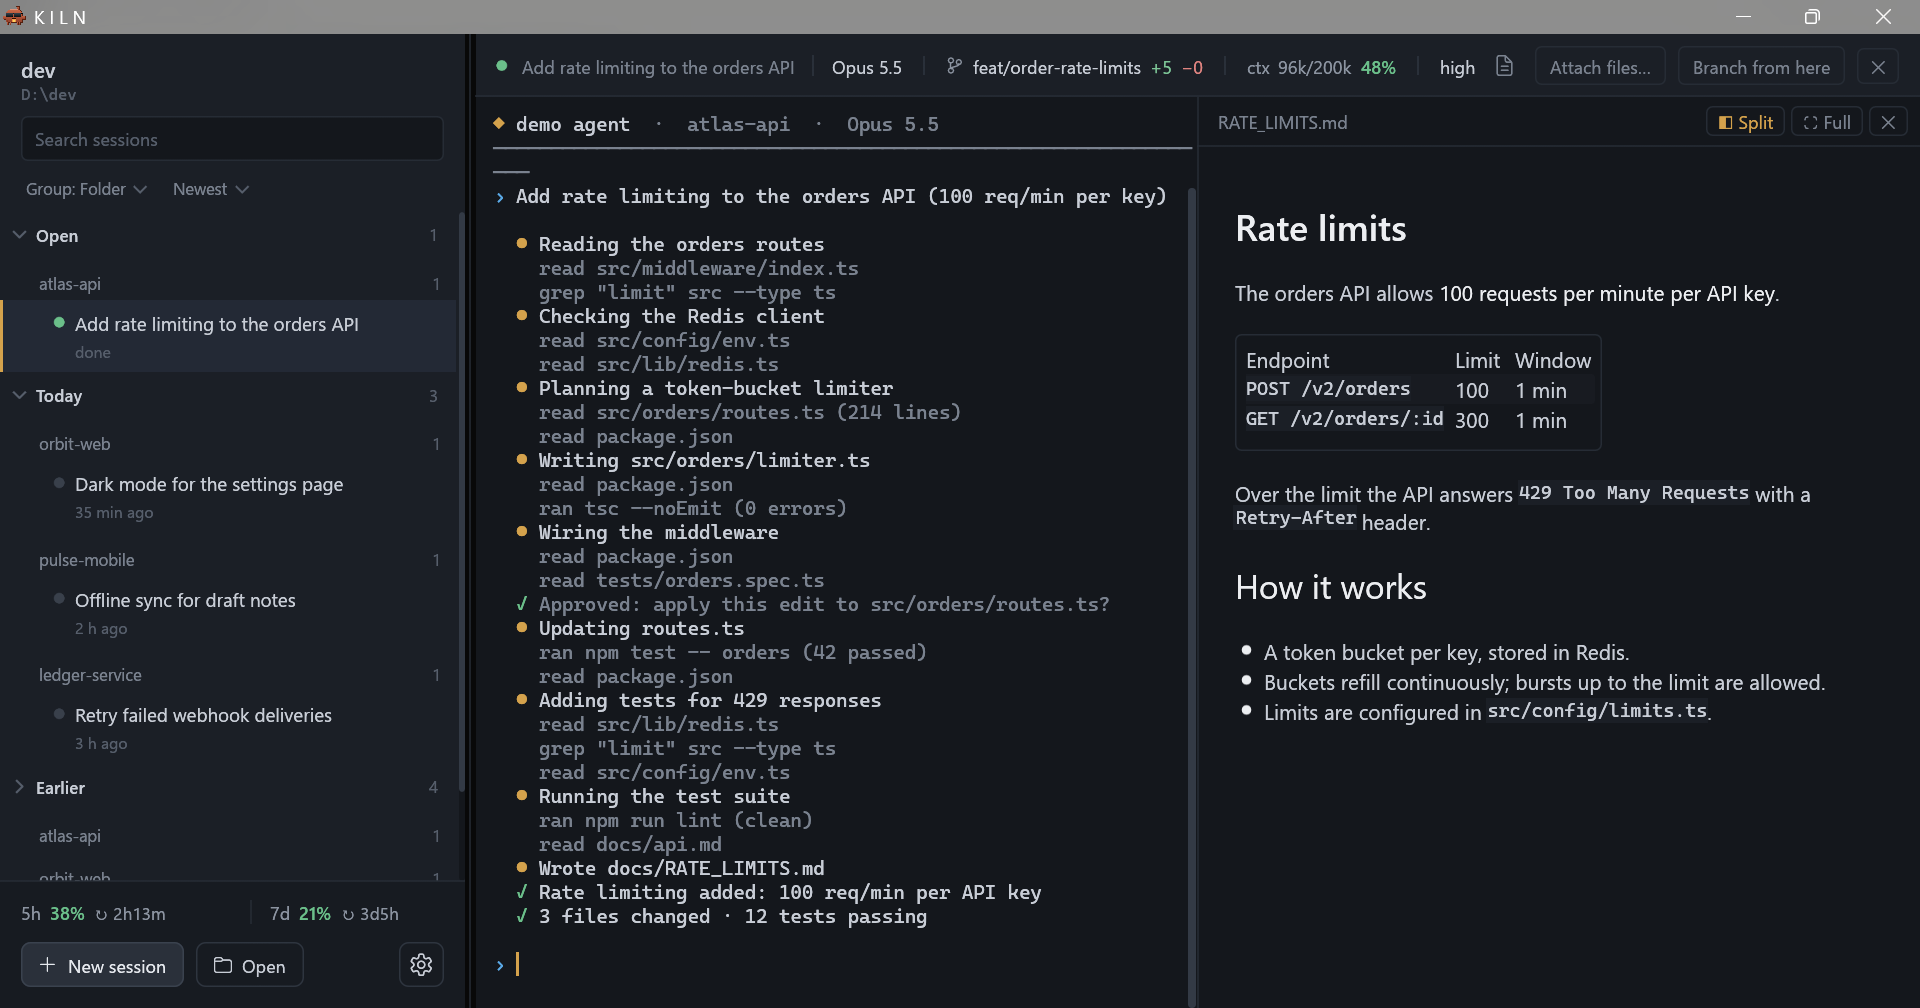 KILN
dev
D:\dev
Search sessions
Group: Folder
Newest
Open 1
atlas-api 1
Add rate limiting to the orders API
done
Today 3
orbit-web 1
Dark mode for the settings page
35 min ago
pulse-mobile 1
Offline sync for draft notes
2 h ago
ledger-service 1
Retry failed webhook deliveries
3 h ago
Earlier 4
atlas-api 1
orbit-web 1
5h 38% ↻ 2h13m
7d 21% ↻ 3d5h
+ New session
Open
Add rate limiting to the orders API
Opus 5.5
feat/order-rate-limits +5 −0
ctx 96k/200k 48%
high
Attach files...
Branch from here
◆ demo agent · atlas-api · Opus 5.5
› Add rate limiting to the orders API (100 req/min per key)
● Reading the orders routes
read src/middleware/index.ts
grep "limit" src --type ts
● Checking the Redis client
read src/config/env.ts
read src/lib/redis.ts
● Planning a token-bucket limiter
read src/orders/routes.ts (214 lines)
read package.json
● Writing src/orders/limiter.ts
read package.json
ran tsc --noEmit (0 errors)
● Wiring the middleware
read package.json
read tests/orders.spec.ts
√ Approved: apply this edit to src/orders/routes.ts?
● Updating routes.ts
ran npm test -- orders (42 passed)
read package.json
● Adding tests for 429 responses
read src/lib/redis.ts
grep "limit" src --type ts
read src/config/env.ts
● Running the test suite
ran npm run lint (clean)
read docs/api.md
● Wrote docs/RATE_LIMITS.md
√ Rate limiting added: 100 req/min per API key
√ 3 files changed · 12 tests passing
›
RATE_LIMITS.md
Split
Full
Rate limits
The orders API allows 100 requests per minute per API key.
Endpoint Limit Window
POST /v2/orders 100 1 min
GET /v2/orders/:id 300 1 min
Over the limit the API answers 429 Too Many Requests with a
Retry-After header.
How it works
• A token bucket per key, stored in Redis.
• Buckets refill continuously; bursts up to the limit are allowed.
• Limits are configured in src/config/limits.ts.